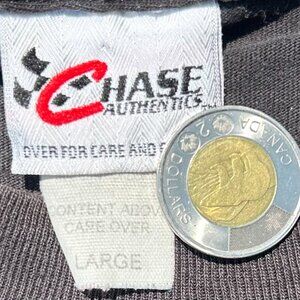 CHASE
AUTHENTICS
OVER FOR CARE AND
CONTENT ABOVE
CARE OVER
LARGE
CANADA
2 DOLLARS